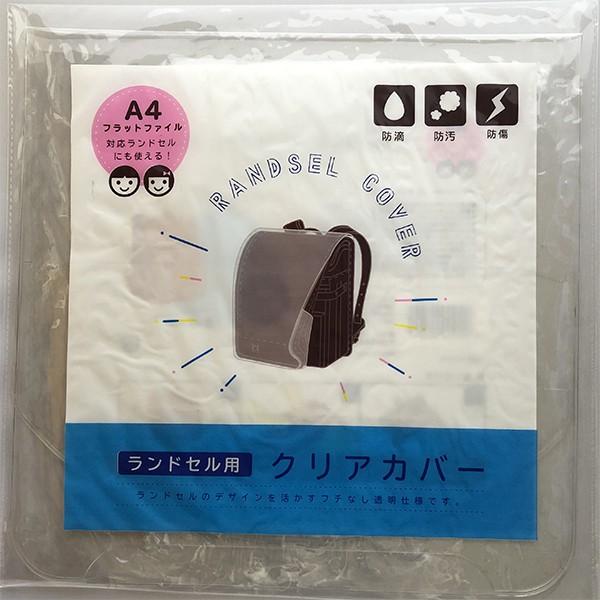 A4
フラットファイル
対応ランドセル
にも使える!
防滴
防汚
防傷
RANDSEL COVER
ランドセル用
クリアカバー
ランドセルのデザインを活かすフチなし透明仕様です。